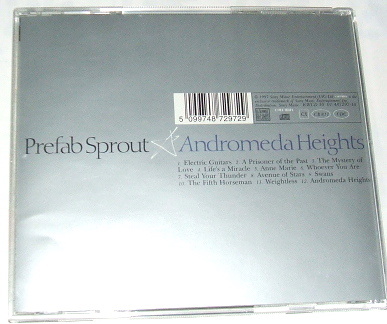 5 099748 729729
Prefab Sprout Andromeda Heights
1 Electric Guitars 2 A Prisoner of the Past 3 The Mystery of
Love 4 Life's a Miracle 5 Anne Marie 6 Whoever You Are
7 Steal Your Thunder 8 Avenue of Stars 9 Swans
10 The Fifth Horseman 11 Weightless 12 Andromeda Heights